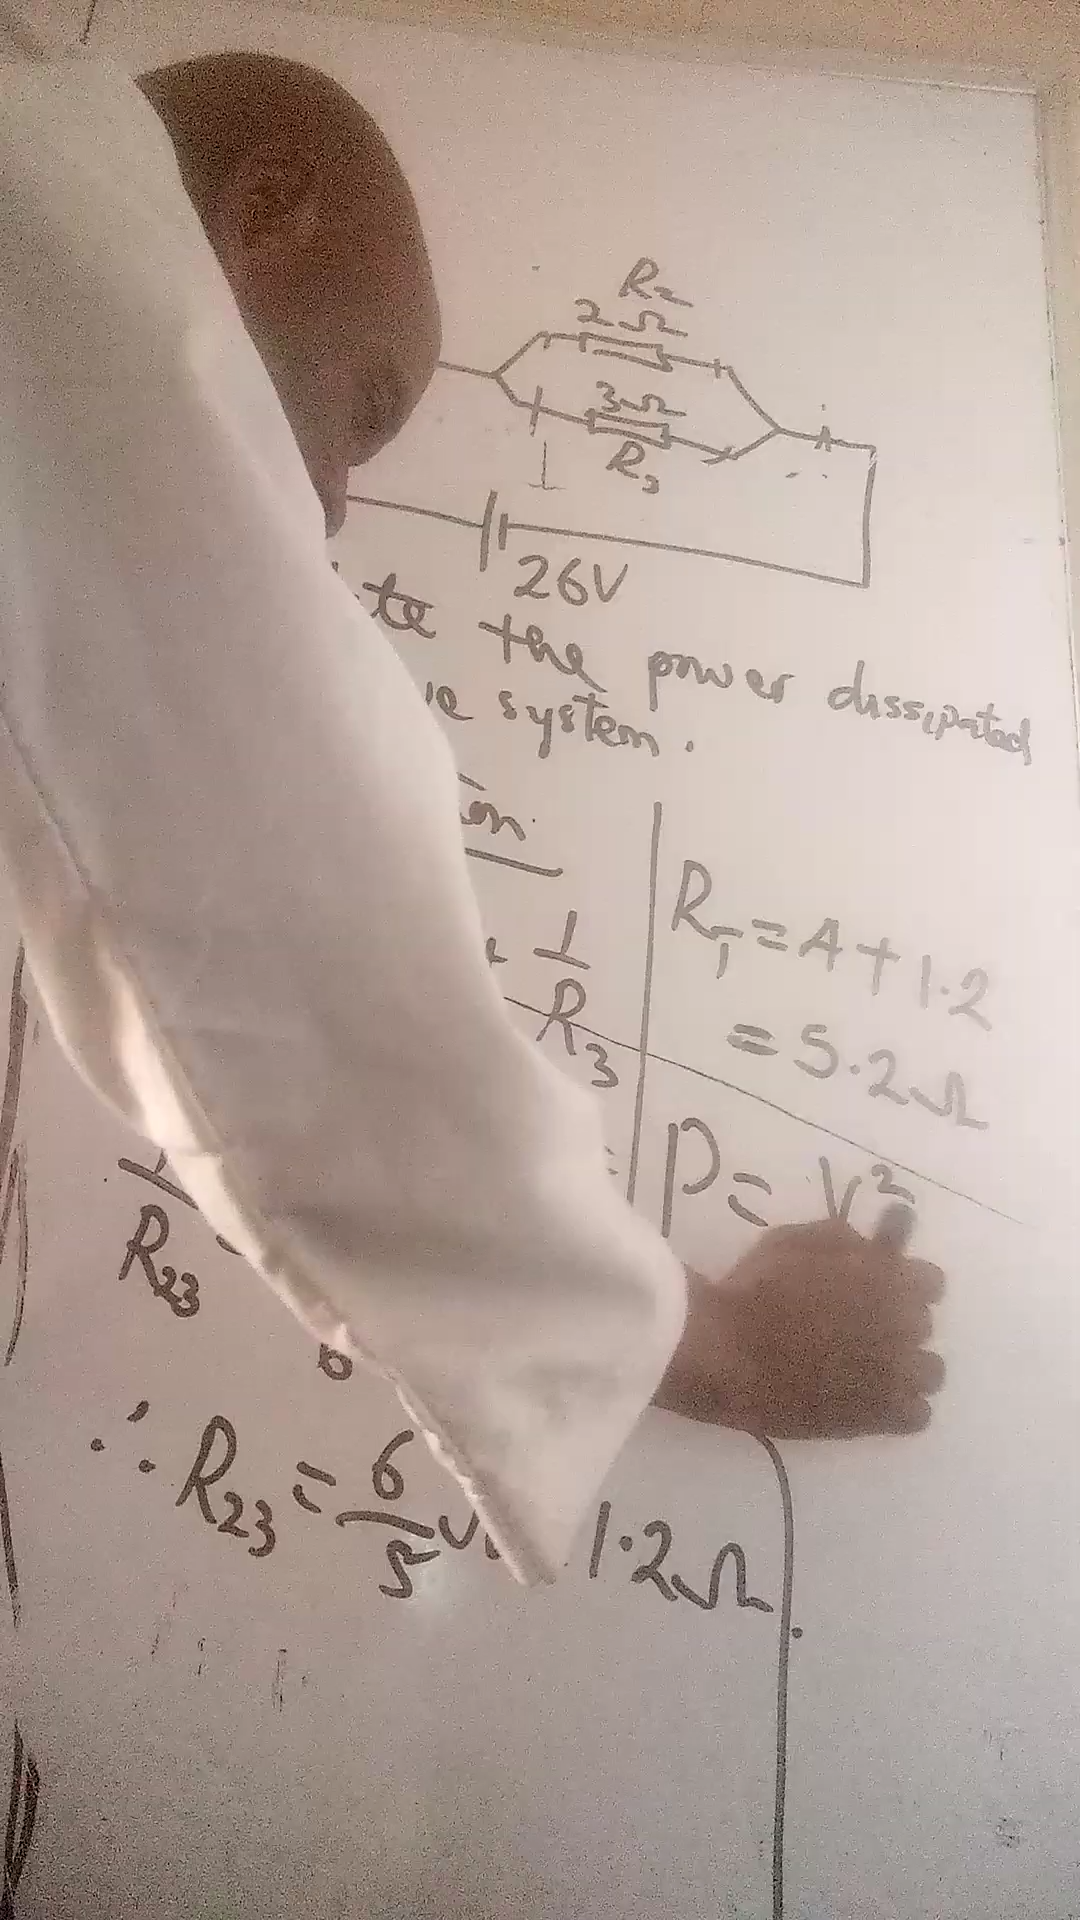 R₂
2Ω
3Ω
R₃
26V
the power dissipated
system.
1
R₃
1
R₂₃
6
∴ R₂₃ = 6/5 1.2Ω
R_T = 4 + 1.2
= 5.2Ω
P = V²